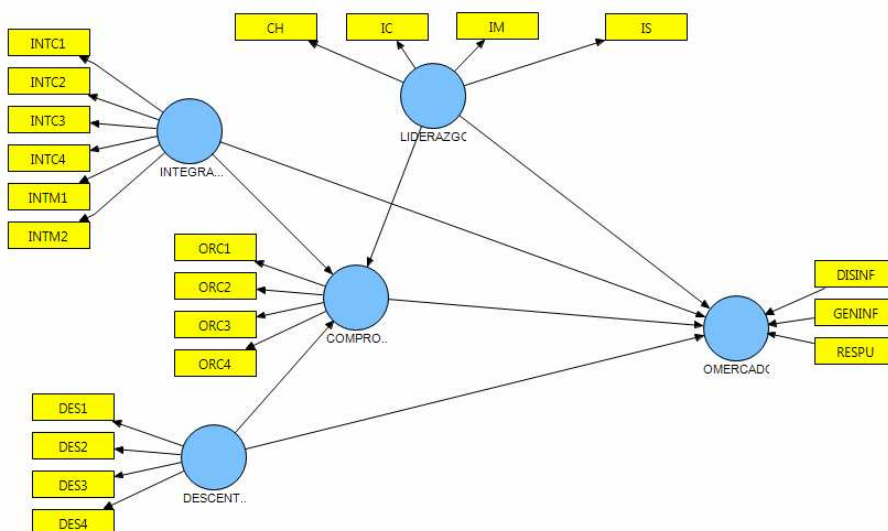 CH
IC
IM
IS
LIDERAZGO
INTC1
INTC2
INTC3
INTC4
INTM1
INTM2
INTEGRA...
ORC1
ORC2
ORC3
ORC4
COMPRO..
DES1
DES2
DES3
DES4
DESCENT..
DISINF
GENINF
RESPU
OMERCADO